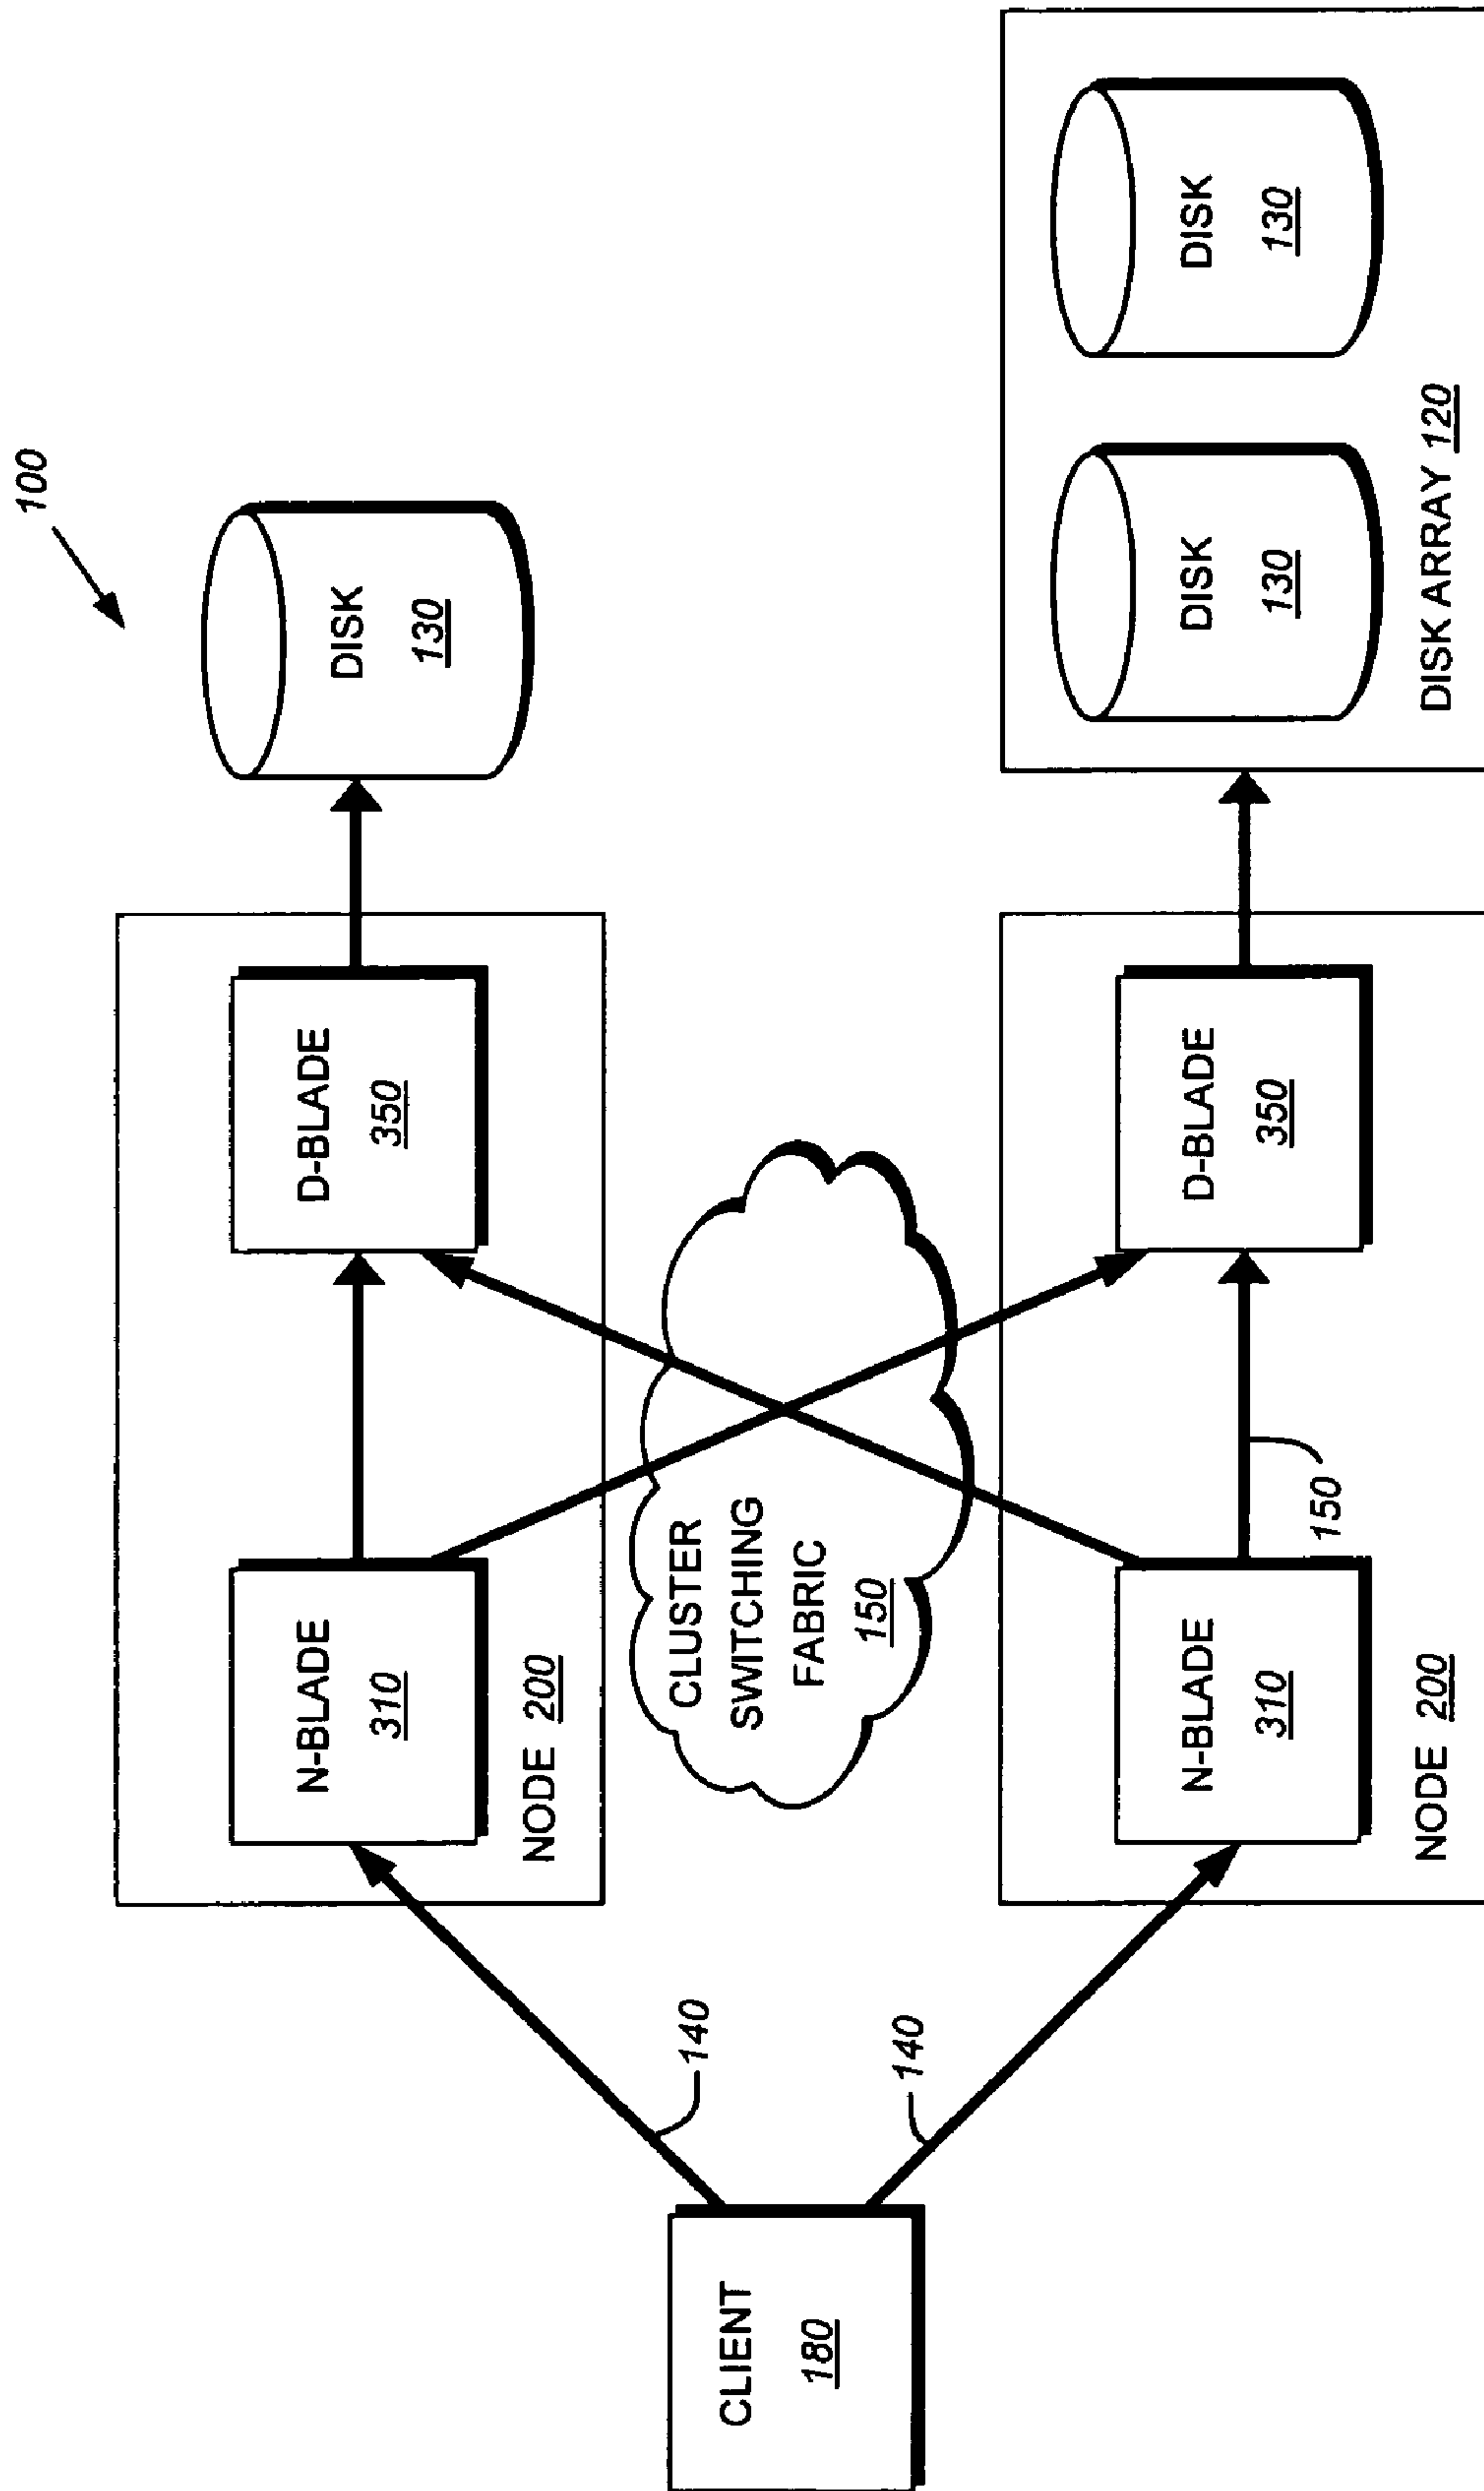 100
N-BLADE
310
D-BLADE
350
NODE 200
DISK
130
140
CLIENT
180
CLUSTER
SWITCHING
FABRIC
150
140
N-BLADE
310
150
D-BLADE
350
NODE 200
DISK
130
DISK
130
DISK ARRAY 120